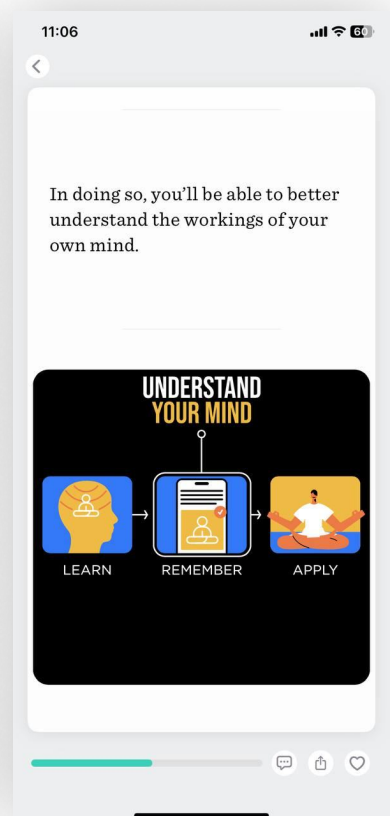 11:06
60
In doing so, you’ll be able to better
understand the workings of your
own mind.
UNDERSTAND
YOUR MIND
LEARN
REMEMBER
APPLY